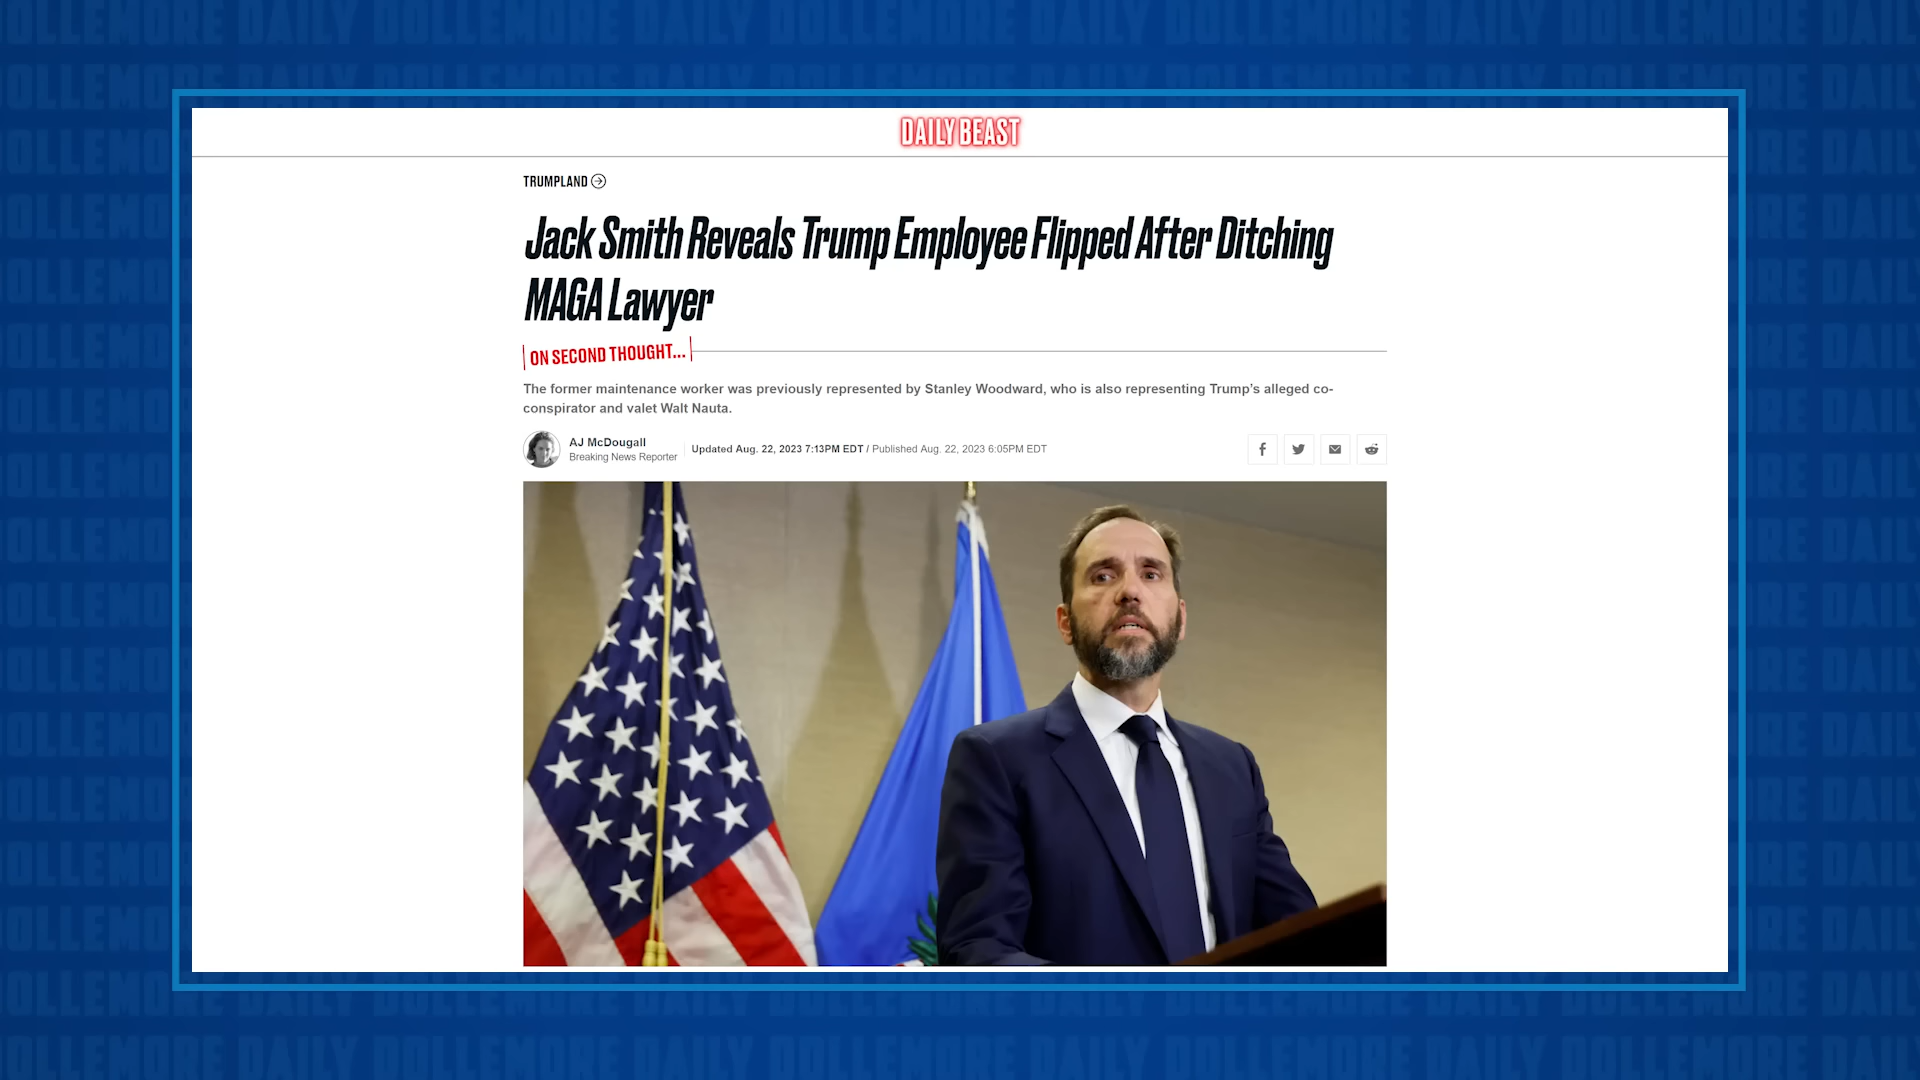 DAILY BEAST
TRUMPLAND
Jack Smith Reveals Trump Employee Flipped After Ditching
MAGA Lawyer
ON SECOND THOUGHT...
The former maintenance worker was previously represented by Stanley Woodward, who is also representing Trump’s alleged co-
conspirator and valet Walt Nauta.
AJ McDougall
Breaking News Reporter
Updated Aug. 22, 2023 7:13PM EDT / Published Aug. 22, 2023 6:05PM EDT
DOLLEMORE DAILY